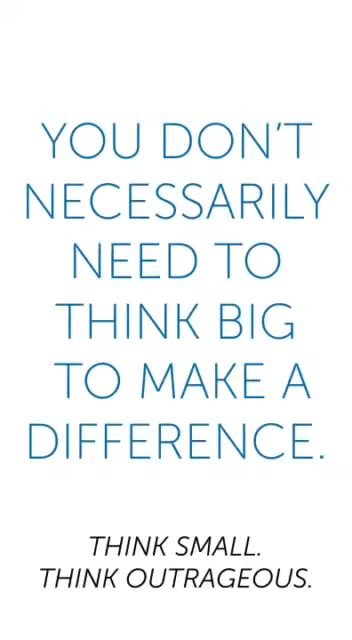 YOU DON'T
NECESSARILY
NEED TO
THINK BIG
TO MAKE A
DIFFERENCE.
THINK SMALL.
THINK OUTRAGEOUS.